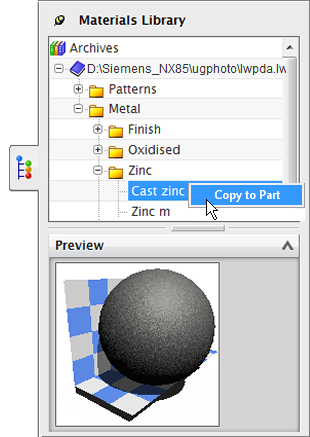 Materials Library
Archives
D:\Siemens_NX85\ugphoto\lwpda.lw
Patterns
Metal
Finish
Oxidised
Zinc
Cast zinc
Copy to Part
Zinc m
Preview